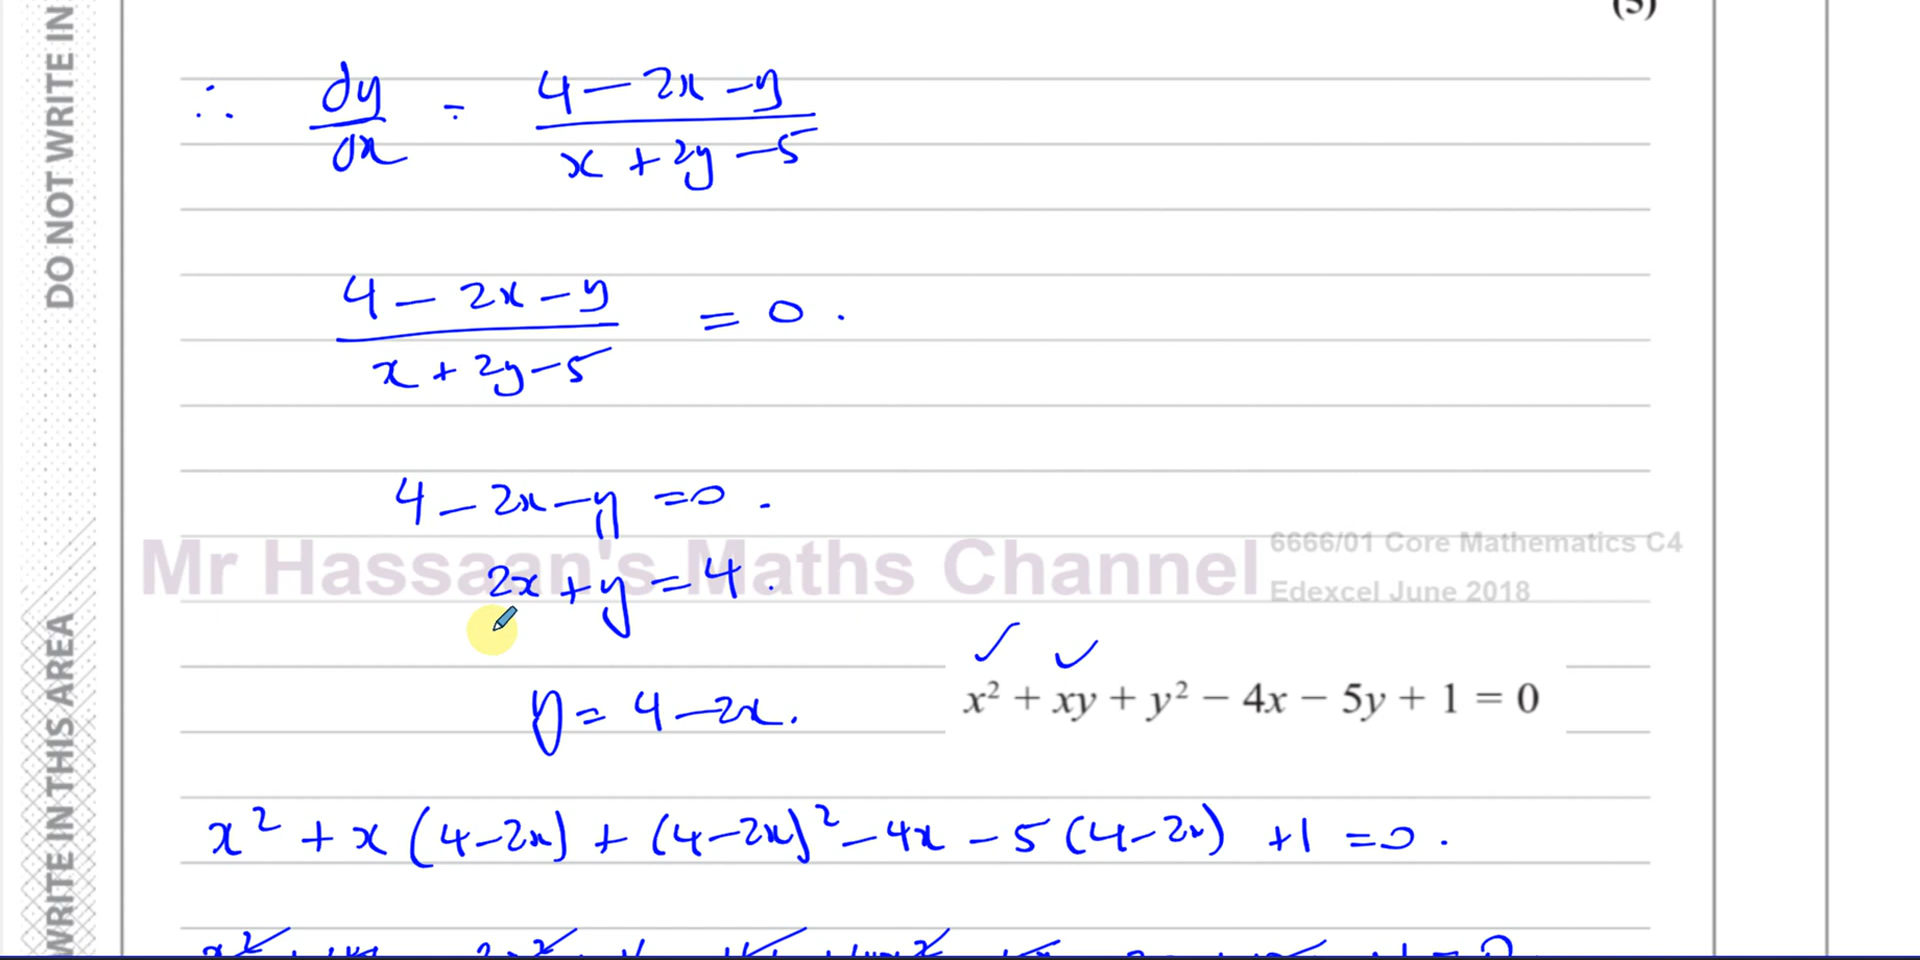 (5)
∴ dy/dx = (4 - 2x - y)/(x + 2y - 5)
(4 - 2x - y)/(x + 2y - 5) = 0.
4 - 2x - y = 0.
Mr Hassaan's Maths Channel
6666/01 Core Mathematics C4
Edexcel June 2018
2x + y = 4.
✓ ✓
y = 4 - 2x.
x² + xy + y² − 4x − 5y + 1 = 0
x² + x(4-2x) + (4-2x)² - 4x - 5(4-2x) + 1 = 0.
DO NOT WRITE IN
WRITE IN THIS AREA